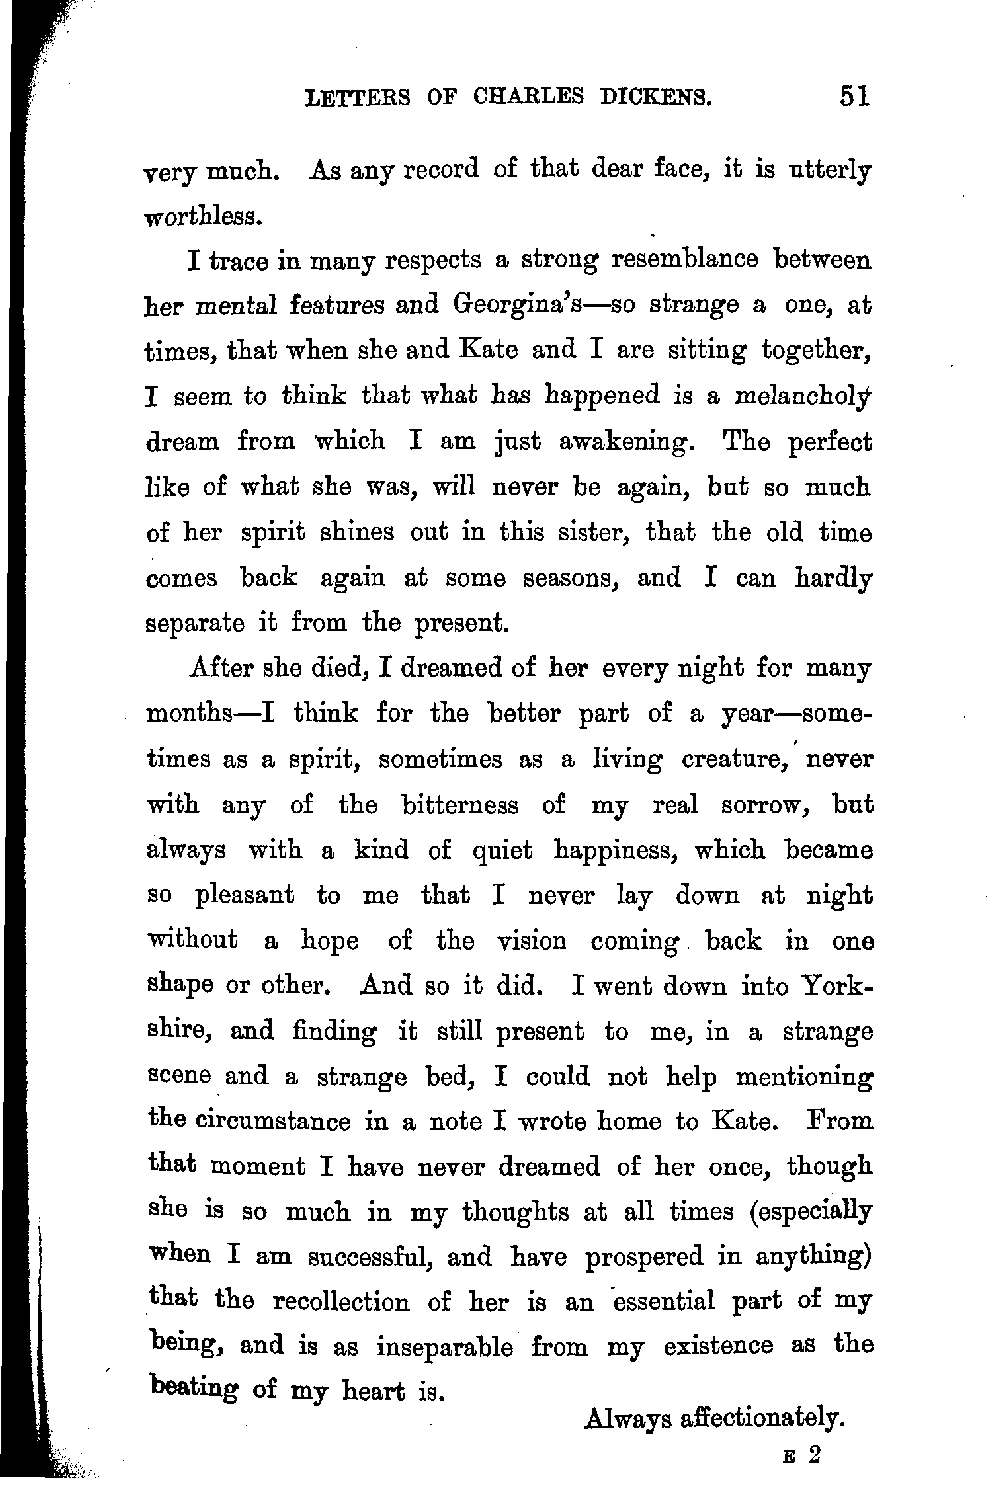 LETTERS OF CHARLES DICKENS. 51
very much. As any record of that dear face, it is utterly
worthless.
I trace in many respects a strong resemblance between
her mental features and Georgina's—so strange a one, at
times, that when she and Kate and I are sitting together,
I seem to think that what has happened is a melancholy
dream from which I am just awakening. The perfect
like of what she was, will never be again, but so much
of her spirit shines out in this sister, that the old time
comes back again at some seasons, and I can hardly
separate it from the present.
After she died, I dreamed of her every night for many
months—I think for the better part of a year—some-
times as a spirit, sometimes as a living creature, never
with any of the bitterness of my real sorrow, but
always with a kind of quiet happiness, which became
so pleasant to me that I never lay down at night
without a hope of the vision coming back in one
shape or other. And so it did. I went down into York-
shire, and finding it still present to me, in a strange
scene and a strange bed, I could not help mentioning
the circumstance in a note I wrote home to Kate. From
that moment I have never dreamed of her once, though
she is so much in my thoughts at all times (especially
when I am successful, and have prospered in anything)
that the recollection of her is an essential part of my
being, and is as inseparable from my existence as the
beating of my heart is.
Always affectionately.
E 2